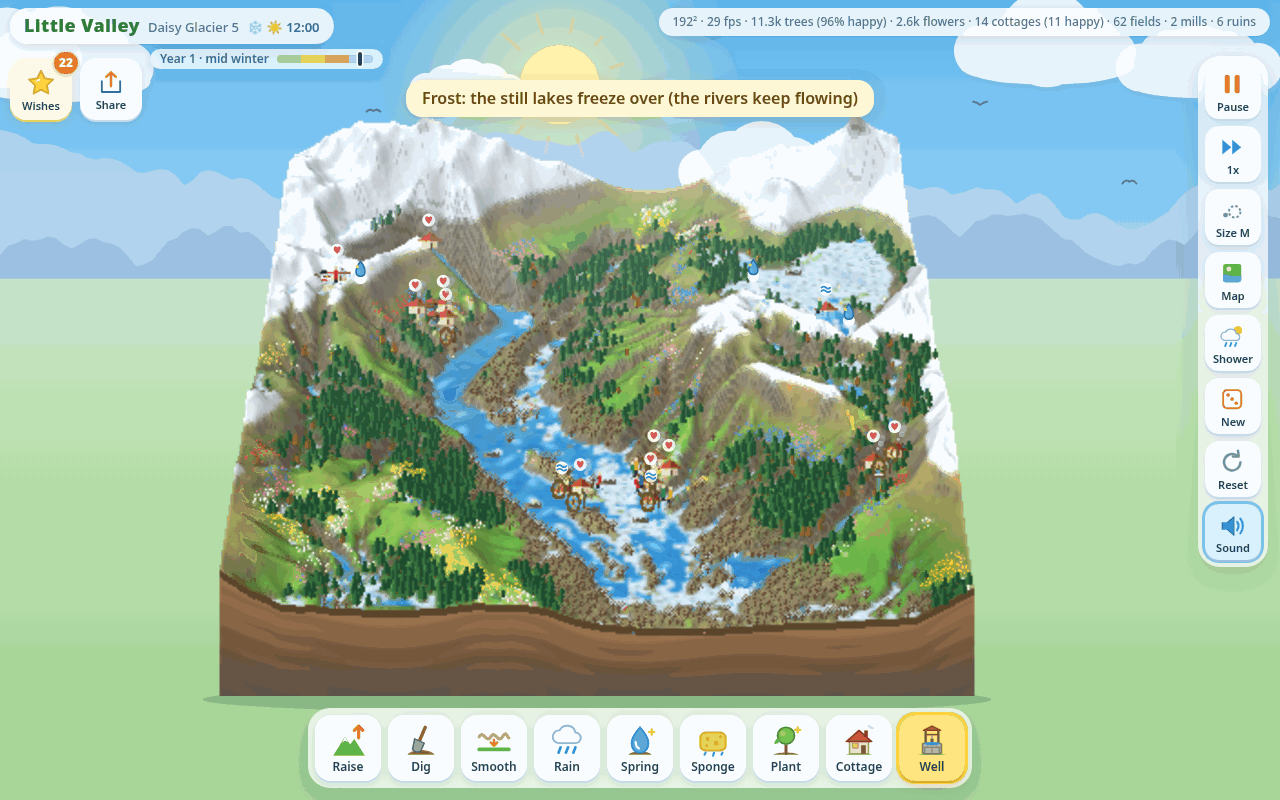 Little Valley Daisy Glacier 5 12:00
192² · 29 fps · 11.3k trees (96% happy) · 2.6k flowers · 14 cottages (11 happy) · 62 fields · 2 mills · 6 ruins
Year 1 · mid winter
22
Wishes
Share
Frost: the still lakes freeze over (the rivers keep flowing)
Pause
1x
Size M
Map
Shower
New
Reset
Sound
Raise
Dig
Smooth
Rain
Spring
Sponge
Plant
Cottage
Well